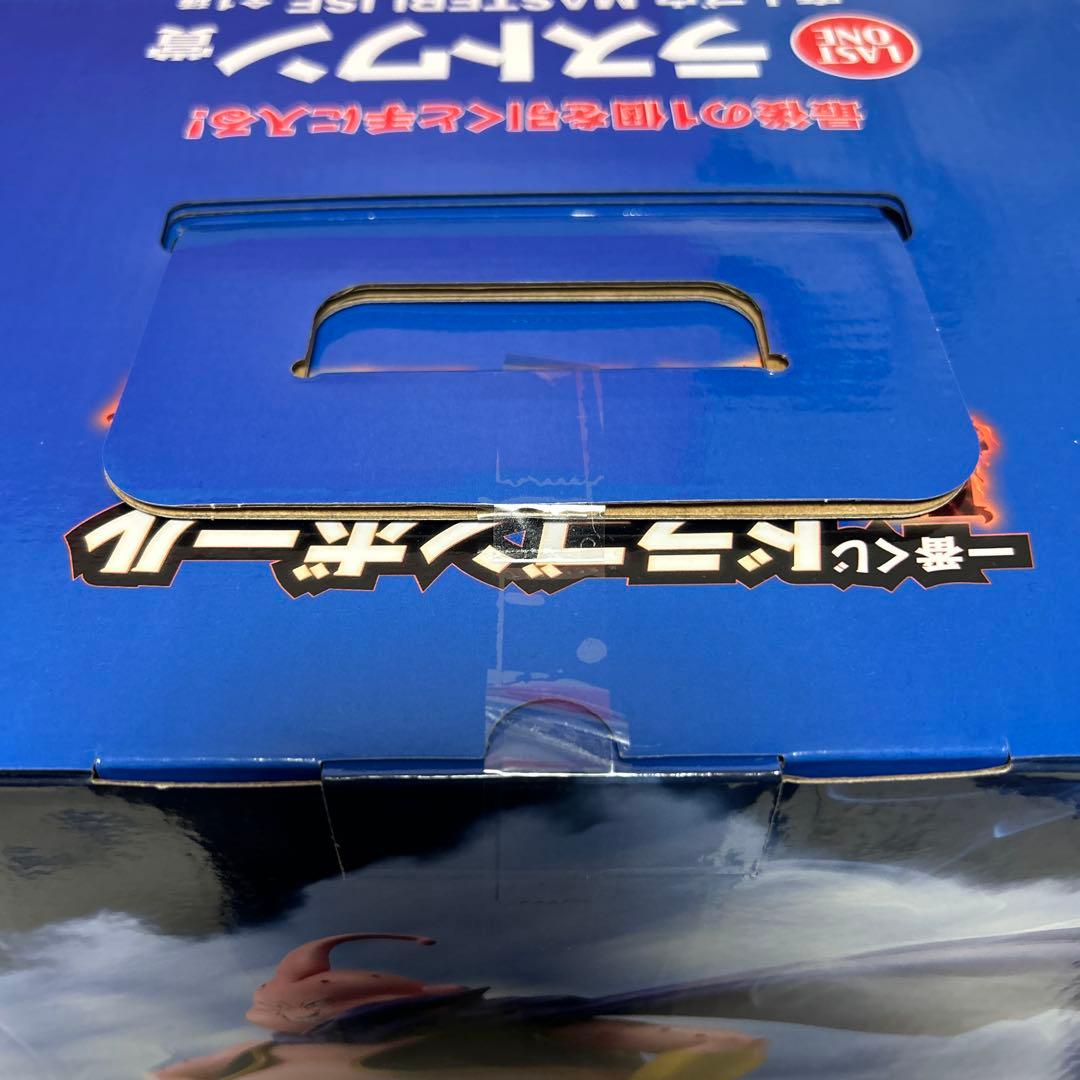 一番くじ ドラゴンボール
最後の1個を引くと手に入る!
LAST ONE
ラストワン賞
MASTERLISE